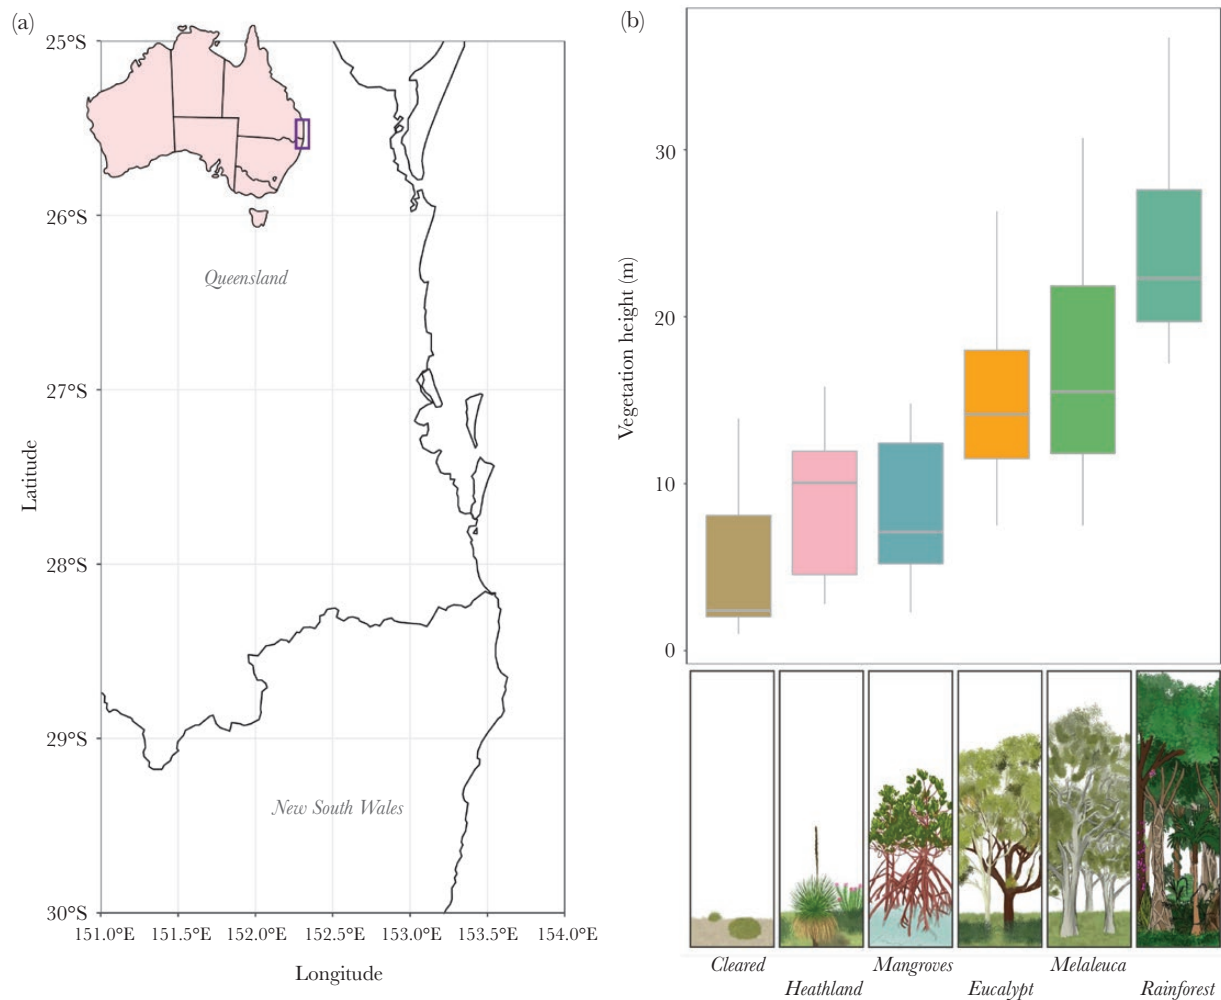 (a)
25°S
26°S
27°S
28°S
29°S
30°S
Latitude
Queensland
New South Wales
151.0°E 151.5°E 152.0°E 152.5°E 153.0°E 153.5°E 154.0°E
Longitude
(b)
30
20
10
0
Vegetation height (m)
Cleared
Heathland
Mangroves
Eucalypt
Melaleuca
Rainforest